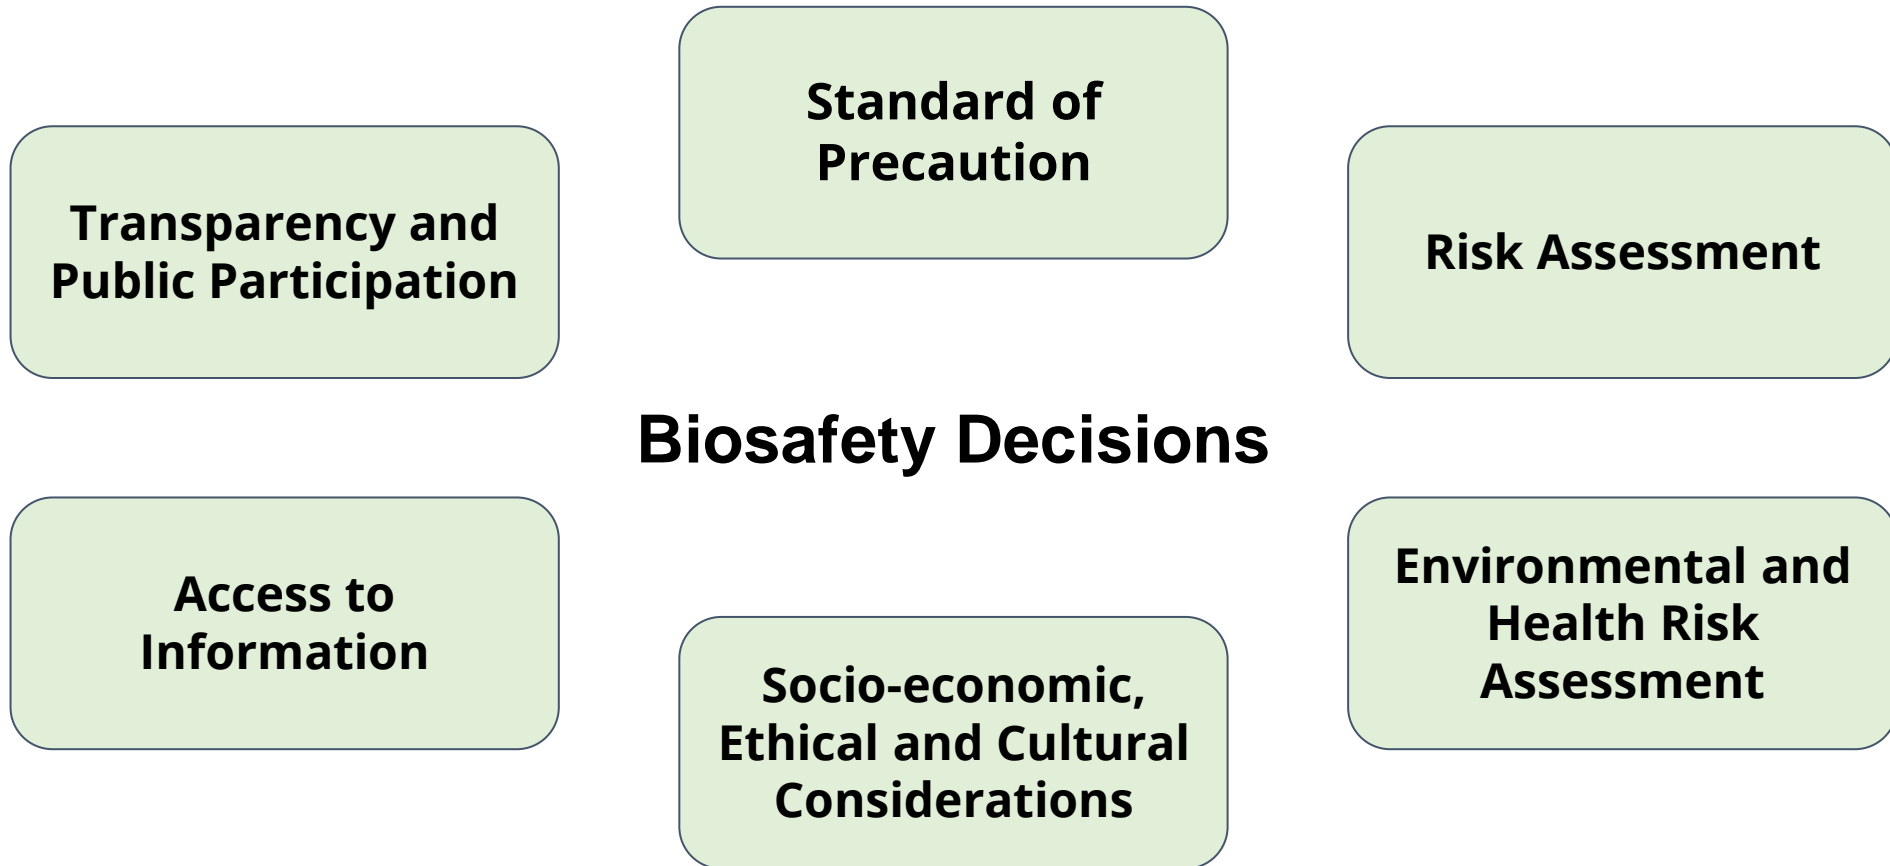 Standard of
Precaution
Transparency and
Public Participation
Risk Assessment
Biosafety Decisions
Access to
Information
Environmental and
Health Risk
Assessment
Socio-economic,
Ethical and Cultural
Considerations